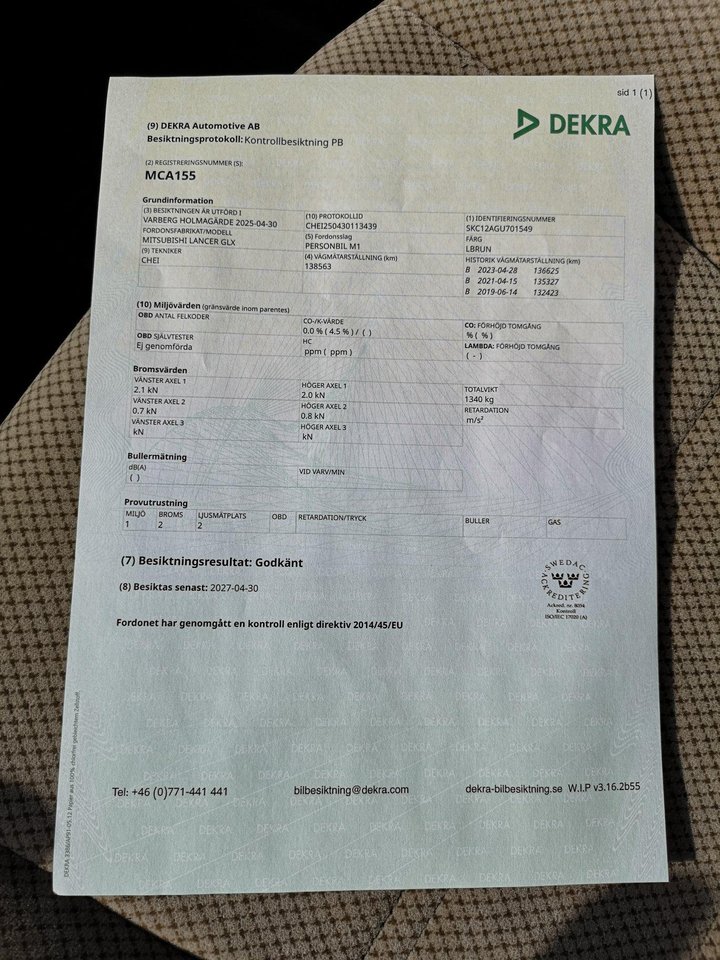 sid 1 (1)
(9) DEKRA Automotive AB
DEKRA
Besiktningsprotokoll: Kontrollbesiktning PB
(2) REGISTRERINGSNUMMER (S):
MCA155
Grundinformation
(3) BESIKTNINGEN ÄR UTFÖRD I
VARBERG HOLMAGÄRDE 2025-04-30
(10) PROTOKOLLID
CHEI250430113439
(1) IDENTIFIERINGSNUMMER
SKC12AGU701549
FORDONSFABRIKAT/MODELL
MITSUBISHI LANCER GLX
(5) Fordonsslag
PERSONBIL M1
FÄRG
LBRUN
(9) TEKNIKER
CHEI
(4) VÄGMÄTARSTÄLLNING (km)
138563
HISTORIK VÄGMÄTARSTÄLLNING (km)
B 2023-04-28 136625
B 2021-04-15 135327
B 2019-06-14 132423
(10) Miljövärden (gränsvärde inom parentes)
OBD ANTAL FELKODER
CO-/K-VÄRDE
0.0 % ( 4.5 % ) / ( )
CO: FÖRHÖJD TOMGÅNG
% ( % )
OBD SJÄLVTESTER
Ej genomförda
HC
ppm ( ppm )
LAMBDA: FÖRHÖJD TOMGÅNG
( - )
Bromsvärden
VÄNSTER AXEL 1
2.1 kN
HÖGER AXEL 1
2.0 kN
TOTALVIKT
1340 kg
VÄNSTER AXEL 2
0.7 kN
HÖGER AXEL 2
0.8 kN
RETARDATION
m/s²
VÄNSTER AXEL 3
kN
HÖGER AXEL 3
kN
Bullermätning
dB(A)
( )
VID VARV/MIN
Provutrustning
MILJÖ BROMS LJUSMÄTPLATS OBD RETARDATION/TRYCK BULLER GAS
1 2 2
(7) Besiktningsresultat: Godkänt
(8) Besiktas senast: 2027-04-30
SWEDAC
ACKREDITERING
Ackred. nr. 8094
Kontroll
ISO/IEC 17020 (A)
Fordonet har genomgått en kontroll enligt direktiv 2014/45/EU
Tel: +46 (0)771-441 441 bilbesiktning@dekra.com dekra-bilbesiktning.se W.I.P v3.16.2b55